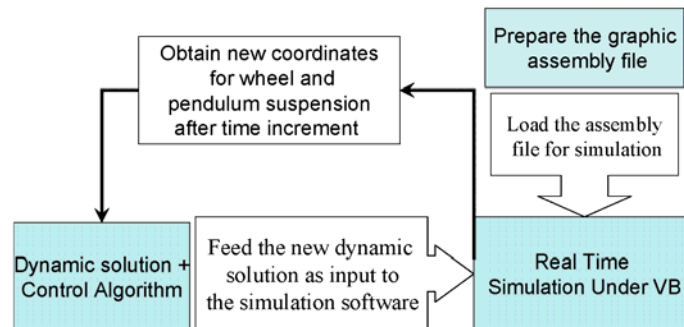 Obtain new coordinates
for wheel and
pendulum suspension
after time increment
Prepare the graphic
assembly file
Load the assembly
file for simulation
Dynamic solution +
Control Algorithm
Feed the new dynamic
solution as input to
the simulation software
Real Time
Simulation Under VB